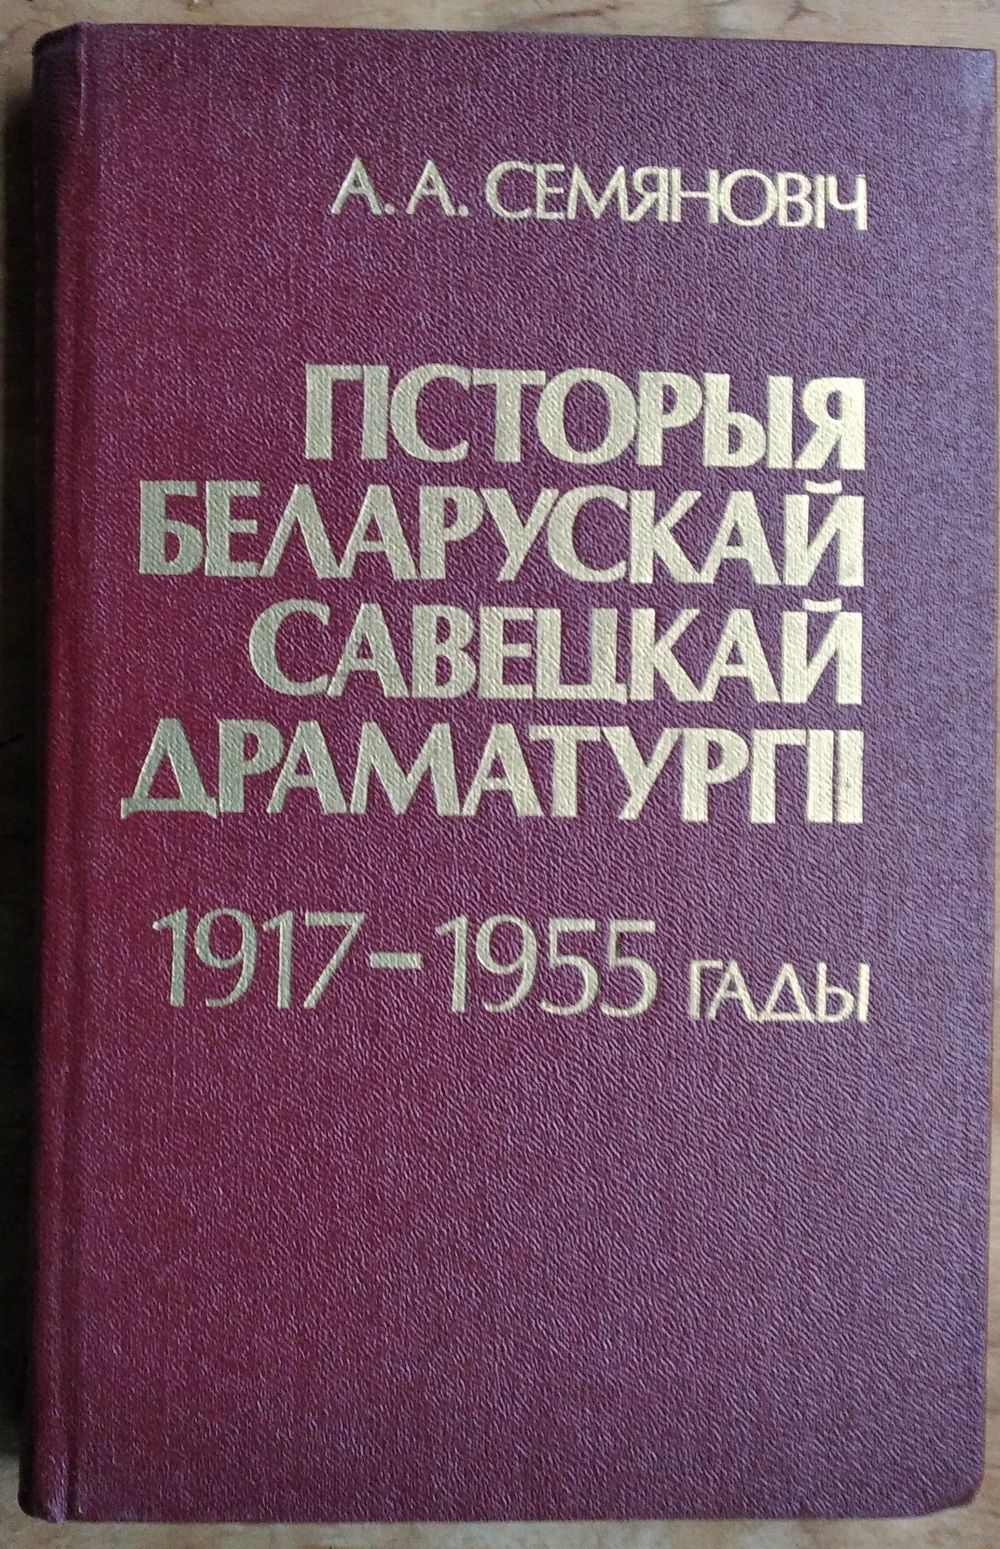 А. А. СЕМЯНОВІЧ
ГІСТОРЫЯ
БЕЛАРУСКАЙ
САВЕЦКАЙ
ДРАМАТУРГІІ
1917–1955 ГАДЫ